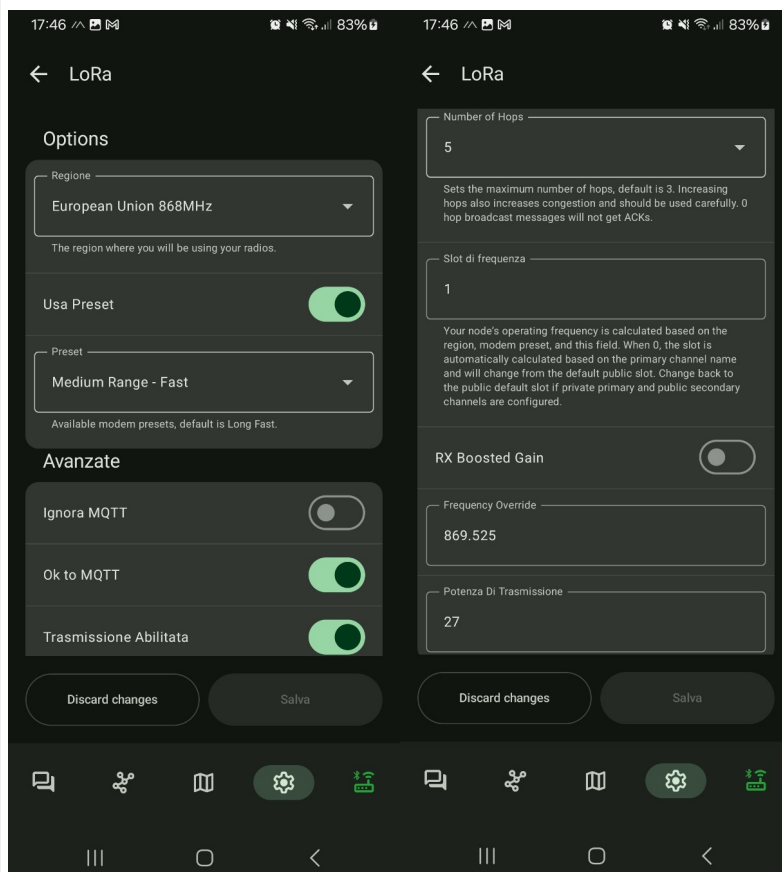 17:46
83%
LoRa
Options
Regione
European Union 868MHz
The region where you will be using your radios.
Usa Preset
Preset
Medium Range - Fast
Available modem presets, default is Long Fast.
Avanzate
Ignora MQTT
Ok to MQTT
Trasmissione Abilitata
Discard changes
Salva
17:46
83%
LoRa
Number of Hops
5
Sets the maximum number of hops, default is 3. Increasing
hops also increases congestion and should be used carefully. 0
hop broadcast messages will not get ACKs.
Slot di frequenza
1
Your node's operating frequency is calculated based on the
region, modem preset, and this field. When 0, the slot is
automatically calculated based on the primary channel name
and will change from the default public slot. Change back to
the public default slot if private primary and public secondary
channels are configured.
RX Boosted Gain
Frequency Override
869.525
Potenza Di Trasmissione
27
Discard changes
Salva